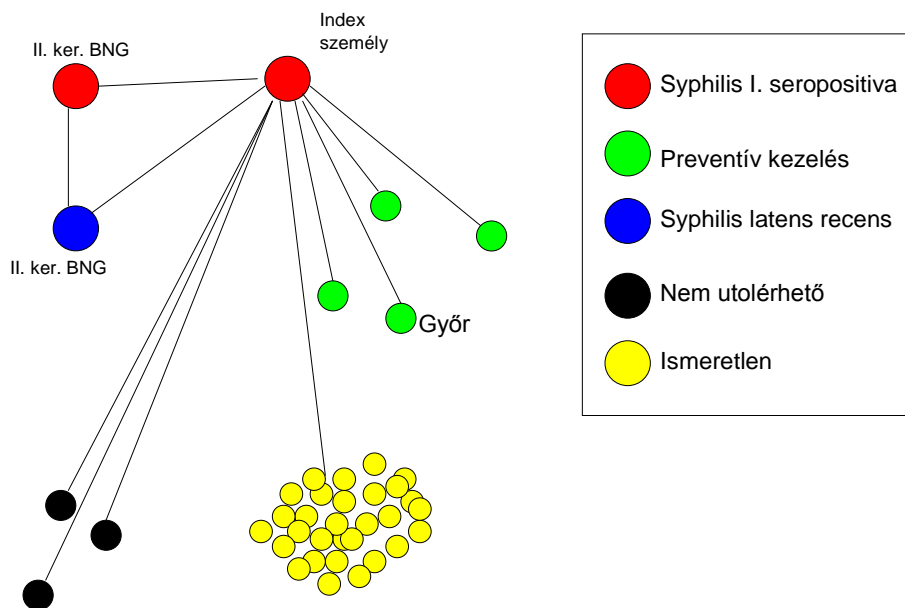 Index
személy
II. ker. BNG
II. ker. BNG
Győr
Syphilis I. seropositiva
Preventív kezelés
Syphilis latens recens
Nem utolérhető
Ismeretlen